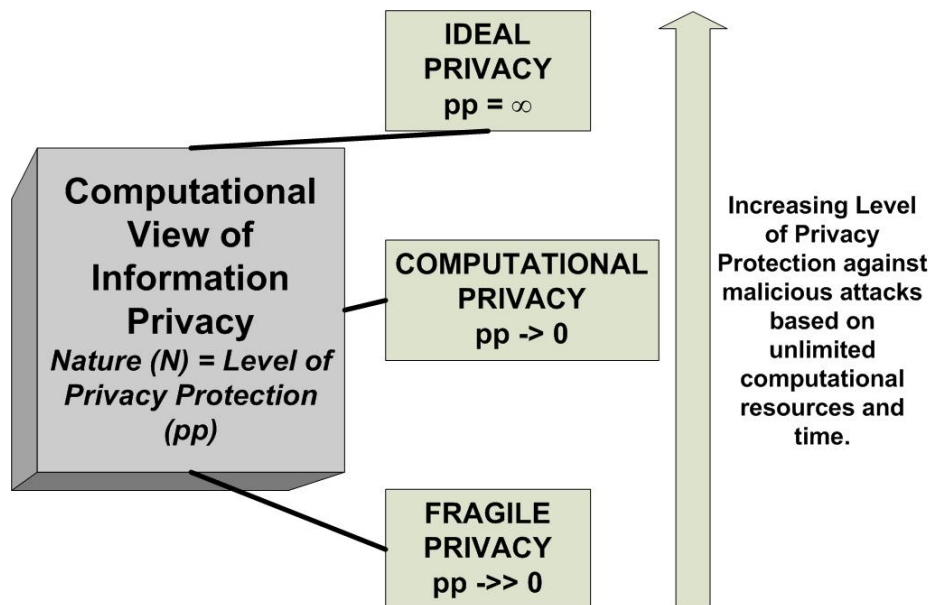 IDEAL
PRIVACY
pp = ∞
Computational
View of
Information
Privacy
Nature (N) = Level of
Privacy Protection
(pp)
COMPUTATIONAL
PRIVACY
pp -> 0
FRAGILE
PRIVACY
pp ->> 0
Increasing Level
of Privacy
Protection against
malicious attacks
based on
unlimited
computational
resources and
time.